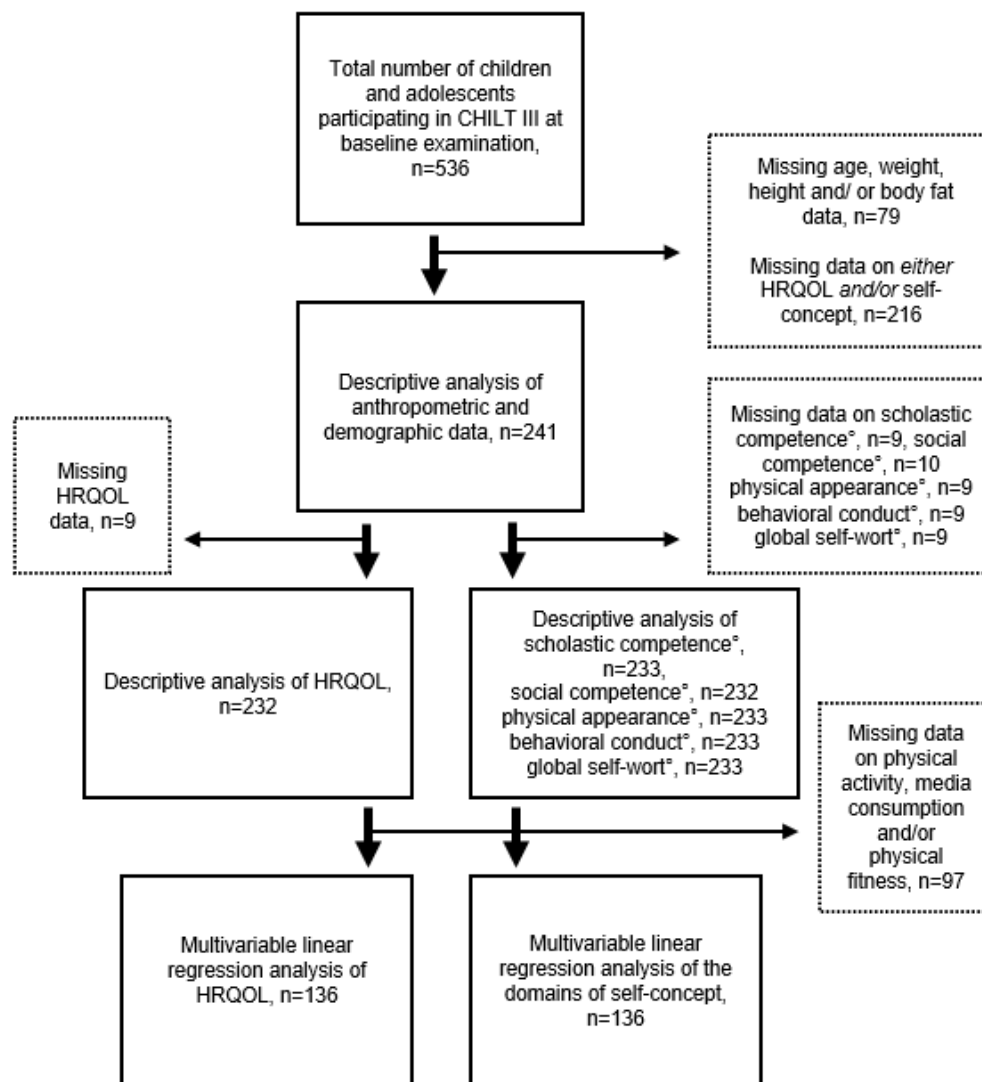 Total number of children
and adolescents
participating in CHILT III at
baseline examination,
n=536
Missing age, weight,
height and/ or body fat
data, n=79
Missing data on either
HRQOL and/or self-
concept, n=216
Descriptive analysis of
anthropometric and
demographic data, n=241
Missing
HRQOL
data, n=9
Missing data on scholastic
competence°, n=9, social
competence°, n=10
physical appearance°, n=9
behavioral conduct°, n=9
global self-wort°, n=9
Descriptive analysis of HRQOL,
n=232
Descriptive analysis of
scholastic competence°,
n=233,
social competence°, n=232
physical appearance°, n=233
behavioral conduct°, n=233
global self-wort°, n=233
Missing data
on physical
activity, media
consumption
and/or
physical
fitness, n=97
Multivariable linear
regression analysis of
HRQOL, n=136
Multivariable linear
regression analysis of the
domains of self-concept,
n=136